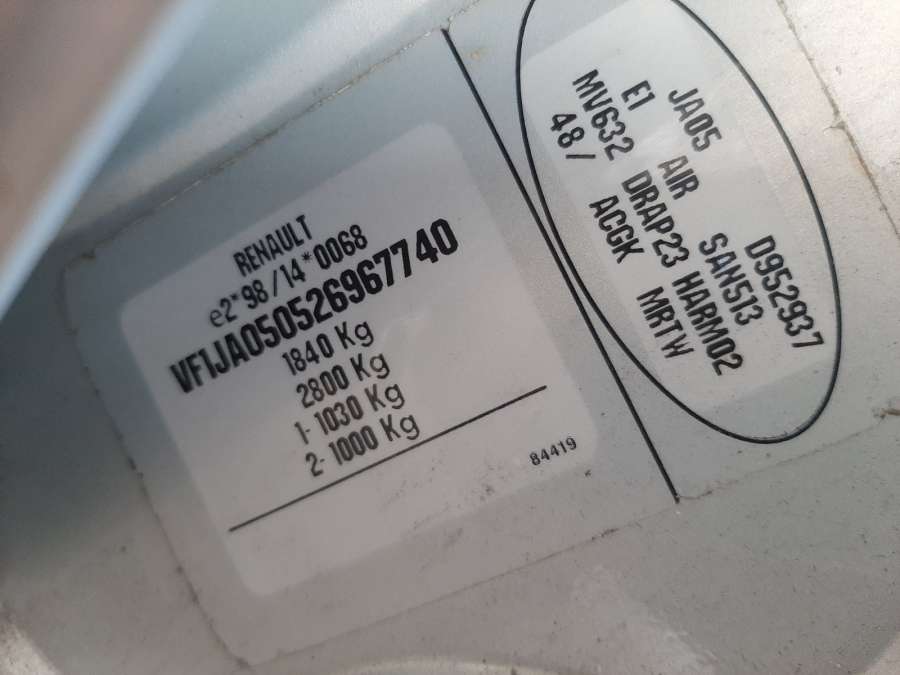 RENAULT
e2*98/14*0068
VF1JA050526967740
1840 Kg
2800 Kg
1- 1030 Kg
2- 1000 Kg
84419
JA05 D952937
E1 AIR SAN513
MV632 DRAP23 HARM02
48/ ACGK MRTW